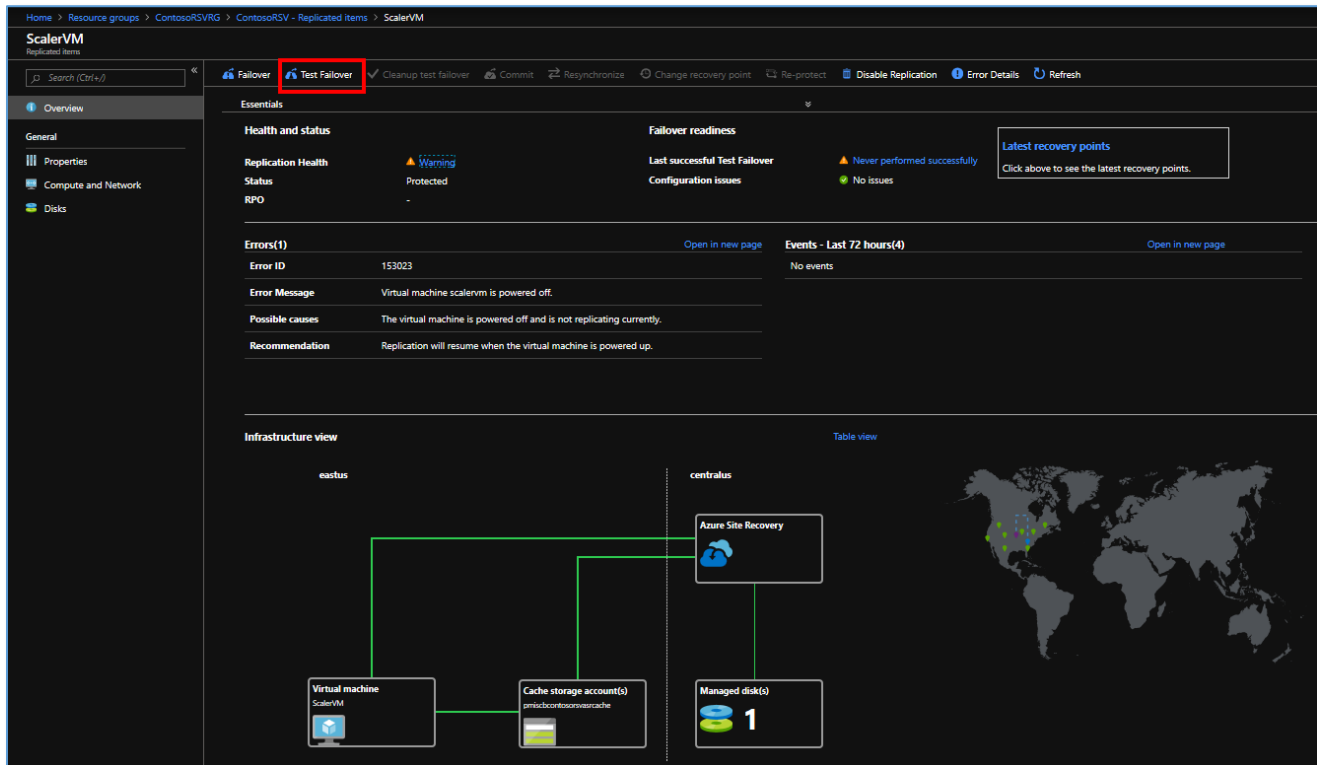 Home > Resource groups > ContosoRSVRG > ContosoRSV - Replicated items > ScalerVM
ScalerVM
Replicated items
Search (Ctrl+/)
«
Failover Test Failover Cleanup test failover Commit Resynchronize Change recovery point Re-protect Disable Replication Error Details Refresh
Overview
General
Properties
Compute and Network
Disks
Essentials
Health and status
Replication Health Warning
Status Protected
RPO -
Failover readiness
Last successful Test Failover Never performed successfully
Configuration issues No issues
Latest recovery points
Click above to see the latest recovery points.
Errors(1) Open in new page
Error ID 153023
Error Message Virtual machine scalervm is powered off.
Possible causes The virtual machine is powered off and is not replicating currently.
Recommendation Replication will resume when the virtual machine is powered up.
Events - Last 72 hours(4) Open in new page
No events
Infrastructure view Table view
eastus centralus
Azure Site Recovery
Virtual machine
ScalerVM
Cache storage account(s)
pmiscbcontosorsvasrcache
Managed disk(s)
1